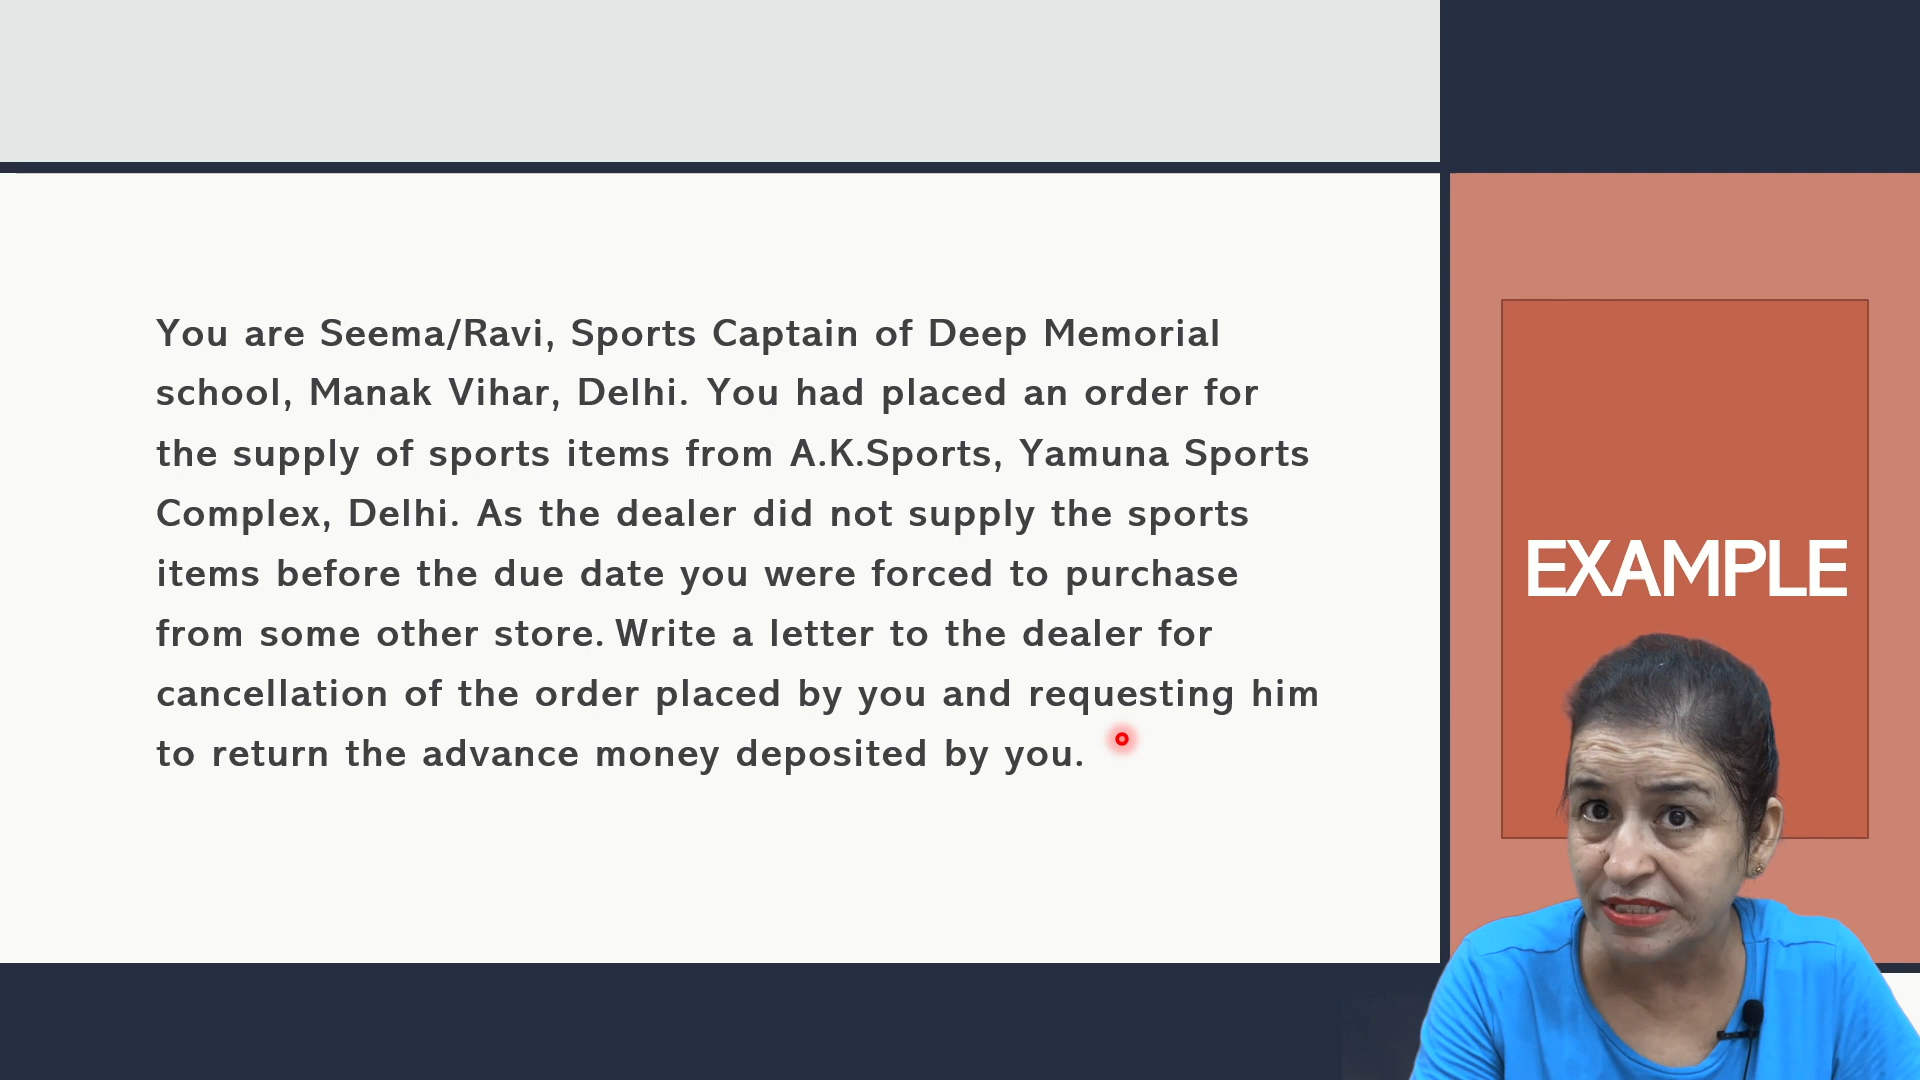 You are Seema/Ravi, Sports Captain of Deep Memorial
school, Manak Vihar, Delhi. You had placed an order for
the supply of sports items from A.K.Sports, Yamuna Sports
Complex, Delhi. As the dealer did not supply the sports
items before the due date you were forced to purchase
from some other store. Write a letter to the dealer for
cancellation of the order placed by you and requesting him
to return the advance money deposited by you.
EXAMPLE